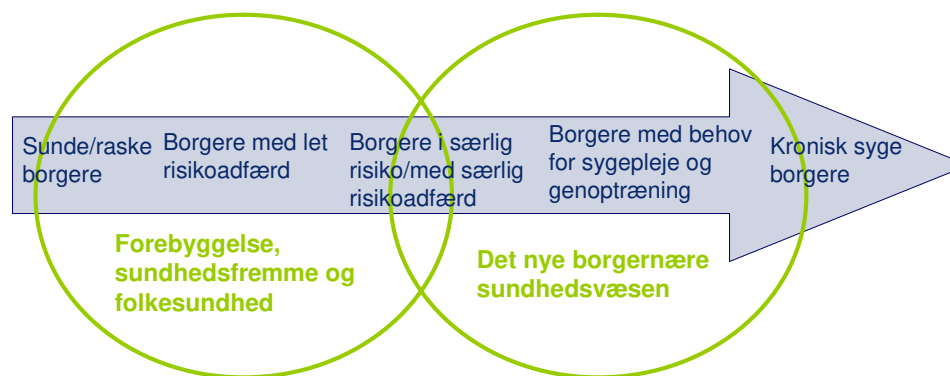 Sunde/raske
borgere
Borgere med let
risikoadfærd
Borgere i særlig
risiko/med særlig
risikoadfærd
Borgere med behov
for sygepleje og
genoptræning
Kronisk syge
borgere
Forebyggelse,
sundhedsfremme og
folkesundhed
Det nye borgernære
sundhedsvæsen